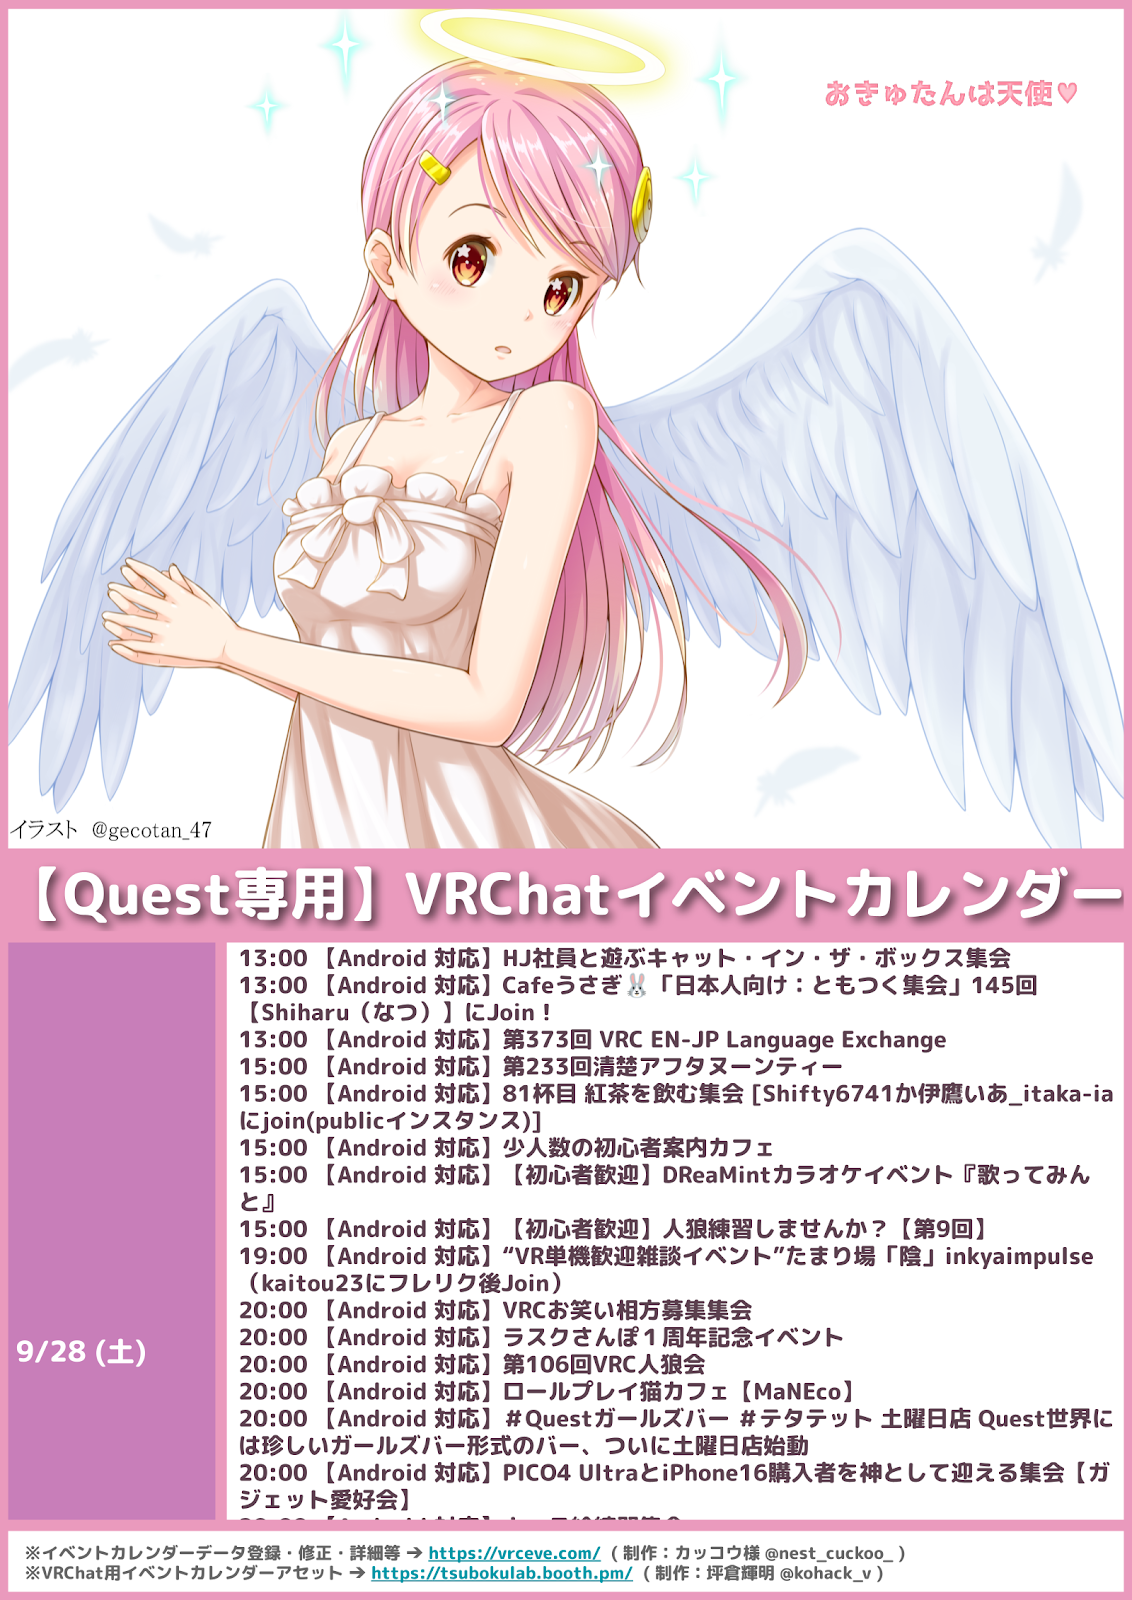 おきゅたんは天使♥
イラスト @gecotan_47
【Quest専用】VRChatイベントカレンダー
9/28 (土)
13:00 【Android 対応】HJ社員と遊ぶキャット・イン・ザ・ボックス集会
13:00 【Android 対応】Cafeうさぎ🐰「日本人向け：ともつく集会」145回
【Shiharu（なつ）】にJoin！
13:00 【Android 対応】第373回 VRC EN-JP Language Exchange
15:00 【Android 対応】第233回清楚アフタヌーンティー
15:00 【Android 対応】81杯目 紅茶を飲む集会 [Shifty6741か伊鷹いあ_itaka-ia
にjoin(publicインスタンス)]
15:00 【Android 対応】少人数の初心者案内カフェ
15:00 【Android 対応】【初心者歓迎】DReaMintカラオケイベント『歌ってみん
と』
15:00 【Android 対応】【初心者歓迎】人狼練習しませんか？【第9回】
19:00 【Android 対応】“VR単機歓迎雑談イベント”たまり場「陰」inkyaimpulse
（kaitou23にフレリク後Join）
20:00 【Android 対応】VRCお笑い相方募集集会
20:00 【Android 対応】ラスクさんぽ１周年記念イベント
20:00 【Android 対応】第106回VRC人狼会
20:00 【Android 対応】ロールプレイ猫カフェ【MaNEco】
20:00 【Android 対応】＃Questガールズバー ＃テタテット 土曜日店 Quest世界に
は珍しいガールズバー形式のバー、ついに土曜日店始動
20:00 【Android 対応】PICO4 UltraとiPhone16購入者を神として迎える集会【ガ
ジェット愛好会】
※イベントカレンダーデータ登録・修正・詳細等 → https://vrceve.com/ ( 制作：カッコウ様 @nest_cuckoo_ )
※VRChat用イベントカレンダーアセット → https://tsubokulab.booth.pm/ ( 制作：坪倉輝明 @kohack_v )